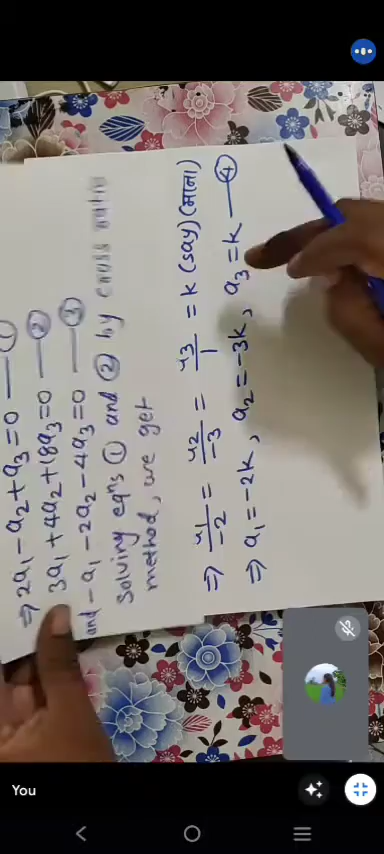 ⇒ 2a₁ - a₂ + a₃ = 0 —— ①
3a₁ + 4a₂ + 18a₃ = 0 —— ②
and -a₁ - 2a₂ - 4a₃ = 0 —— ③
Solving eqns ① and ② by cross ratio
method, we get
⇒ a₁/-2 = a₂/-3 = a₃/1 = k (say) (माना)
⇒ a₁ = -2k, a₂ = -3k, a₃ = k —— ④
You